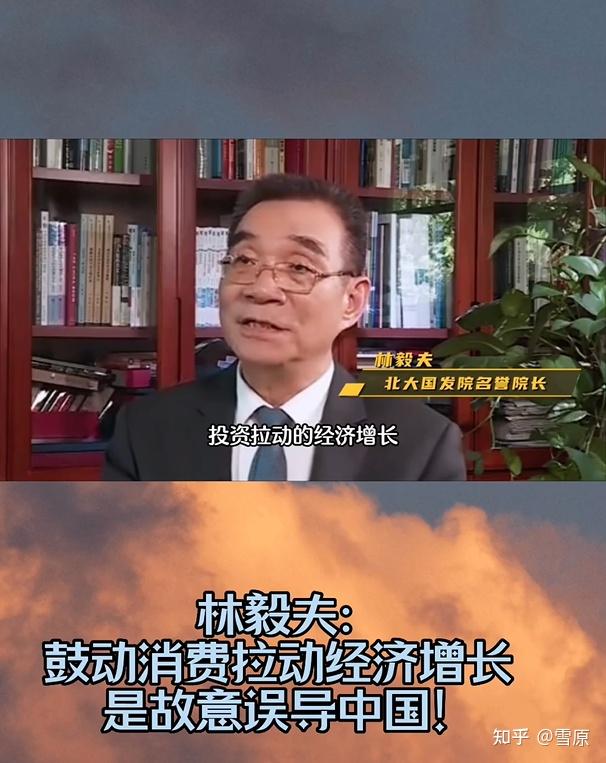 林毅夫
北大国发院名誉院长
投资拉动的经济增长
林毅夫:
鼓动消费拉动经济增长
是故意误导中国!
知乎 @雪原